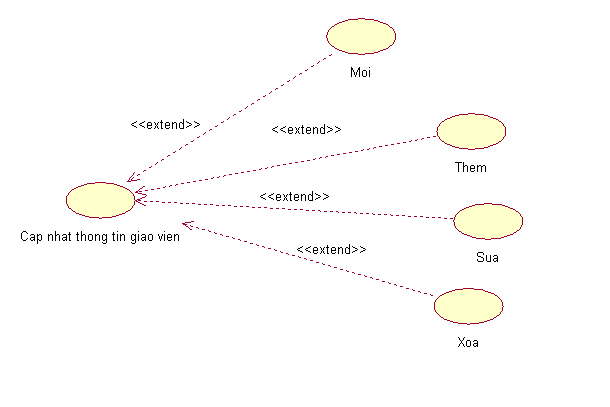 Moi
<<extend>>
<<extend>>
Them
<<extend>>
Cap nhat thong tin giao vien
<<extend>>
Sua
Xoa